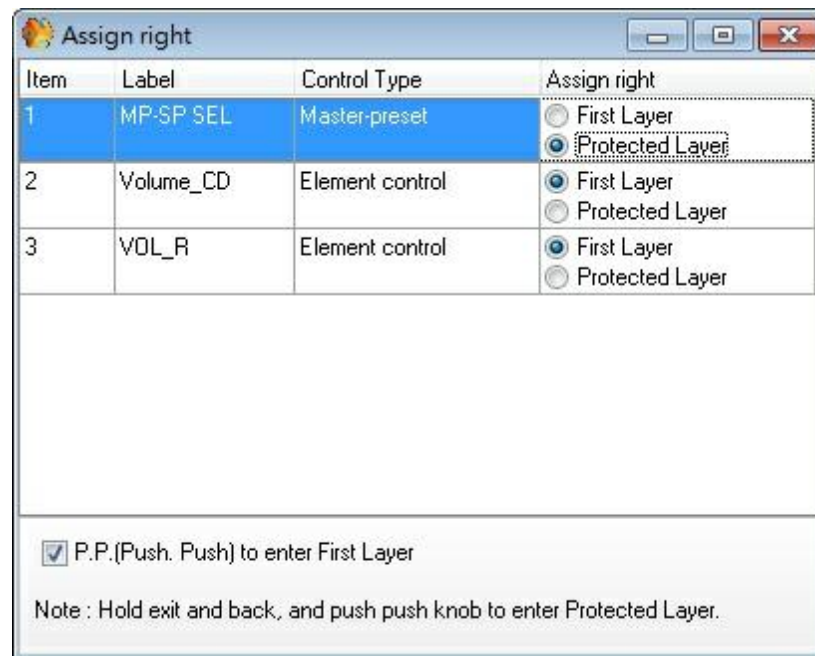 Assign right
Item Label Control Type Assign right
1 MP-SP SEL Master-preset First Layer
Protected Layer
2 Volume_CD Element control First Layer
Protected Layer
3 VOL_R Element control First Layer
Protected Layer
P.P.(Push. Push) to enter First Layer
Note : Hold exit and back, and push push knob to enter Protected Layer.